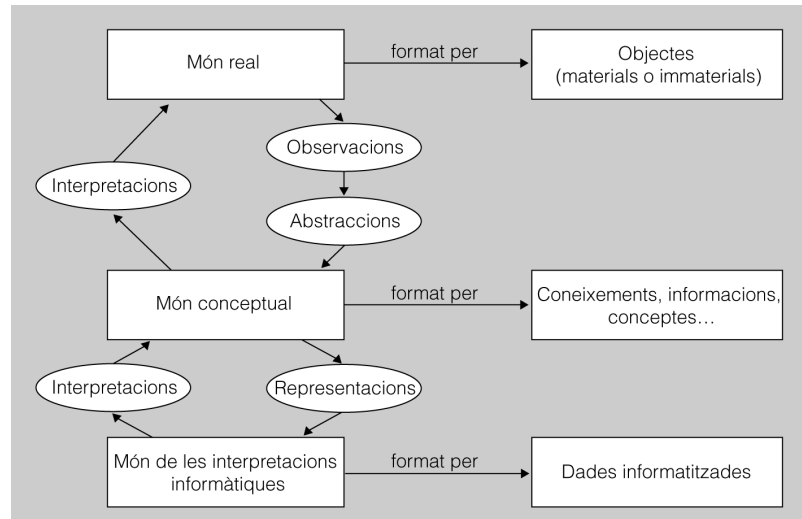 Món real
format per
Objectes
(materials o immaterials)
Observacions
Interpretacions
Abstraccions
Món conceptual
format per
Coneixements, informacions,
conceptes…
Interpretacions
Representacions
Món de les interpretacions
informàtiques
format per
Dades informatitzades